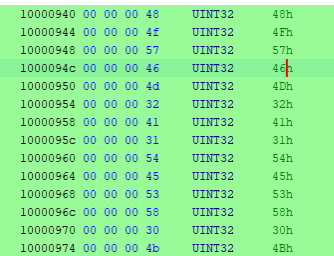 10000940 00 00 00 48 UINT32 48h
10000944 00 00 00 4f UINT32 4Fh
10000948 00 00 00 57 UINT32 57h
1000094c 00 00 00 46 UINT32 46h
10000950 00 00 00 4d UINT32 4Dh
10000954 00 00 00 32 UINT32 32h
10000958 00 00 00 41 UINT32 41h
1000095c 00 00 00 31 UINT32 31h
10000960 00 00 00 54 UINT32 54h
10000964 00 00 00 45 UINT32 45h
10000968 00 00 00 53 UINT32 53h
1000096c 00 00 00 58 UINT32 58h
10000970 00 00 00 30 UINT32 30h
10000974 00 00 00 4b UINT32 4Bh